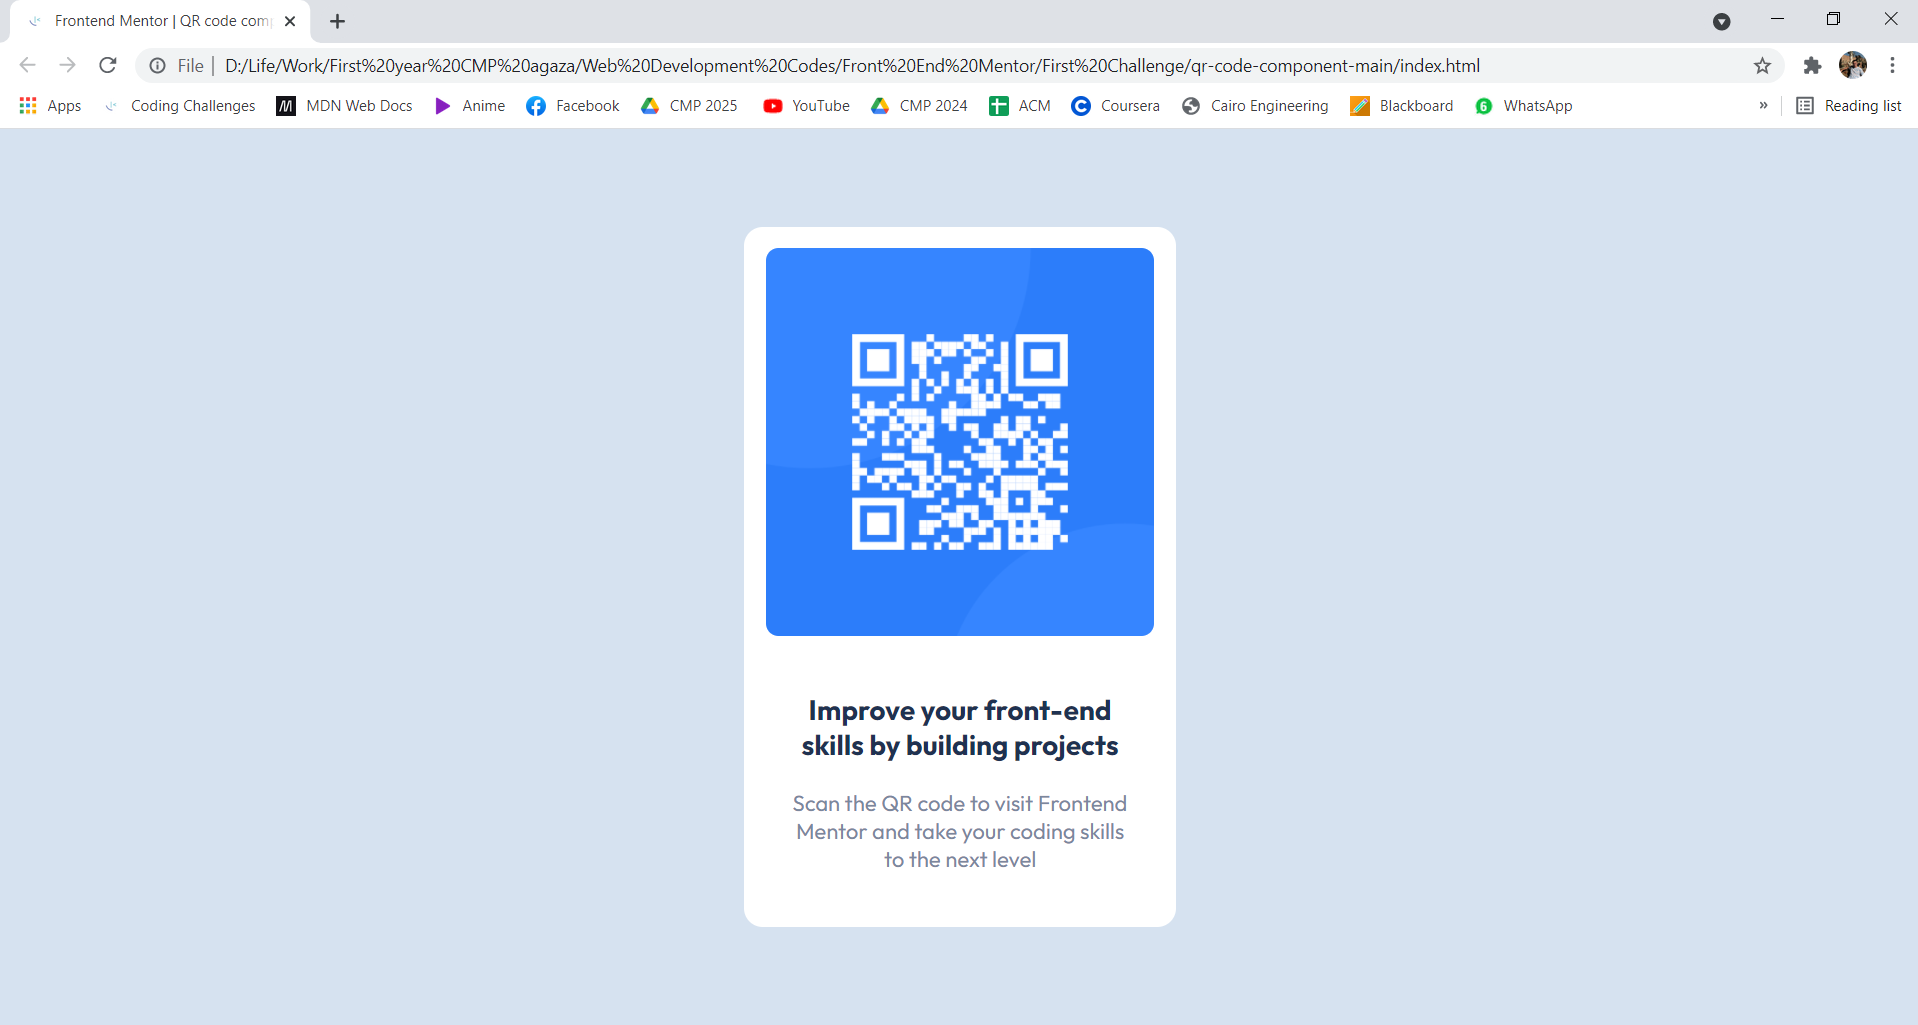 Frontend Mentor | QR code com
File | D:/Life/Work/First%20year%20CMP%20agaza/Web%20Development%20Codes/Front%20End%20Mentor/First%20Challenge/qr-code-component-main/index.html
Apps Coding Challenges M MDN Web Docs Anime Facebook CMP 2025 YouTube CMP 2024 ACM Coursera Cairo Engineering Blackboard 6 WhatsApp » Reading list
Improve your front-end
skills by building projects
Scan the QR code to visit Frontend
Mentor and take your coding skills
to the next level